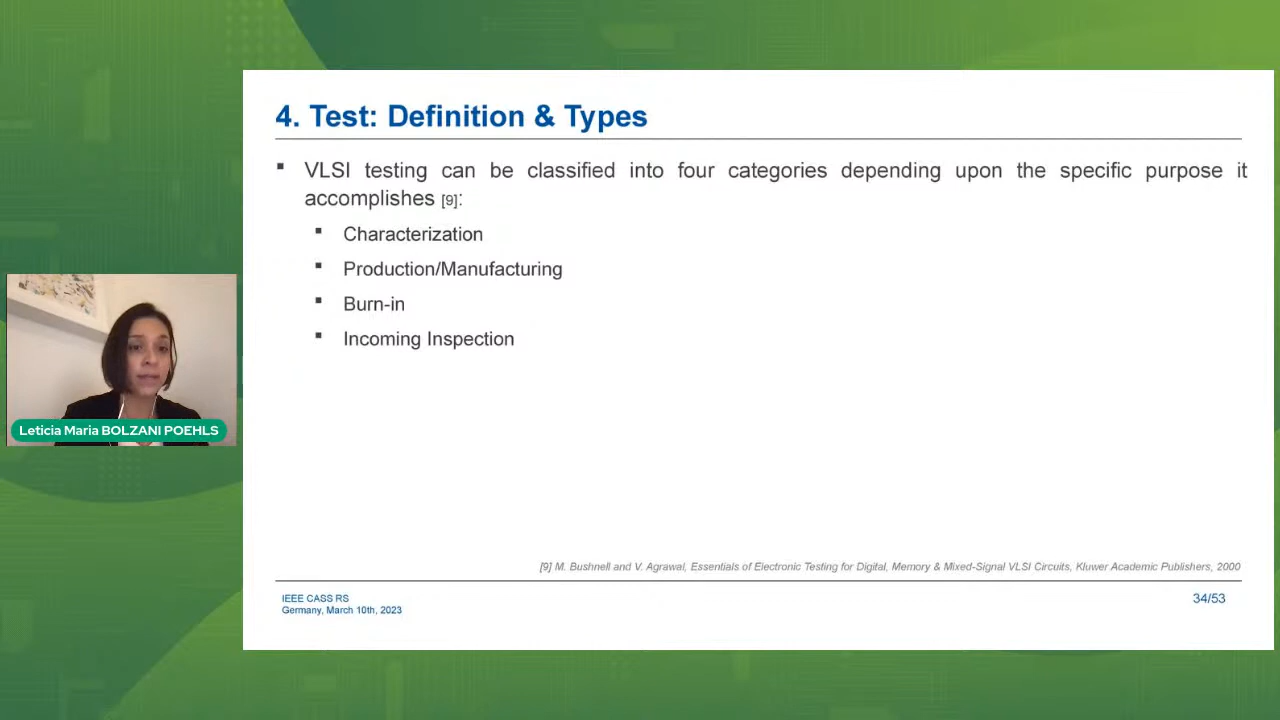 4. Test: Definition & Types
▪ VLSI testing can be classified into four categories depending upon the specific purpose it
accomplishes [9]:
▪ Characterization
▪ Production/Manufacturing
▪ Burn-in
▪ Incoming Inspection
Leticia Maria BOLZANI POEHLS
[9] M. Bushnell and V. Agrawal, Essentials of Electronic Testing for Digital, Memory & Mixed-Signal VLSI Circuits, Kluwer Academic Publishers, 2000
IEEE CASS RS
Germany, March 10th, 2023
34/53